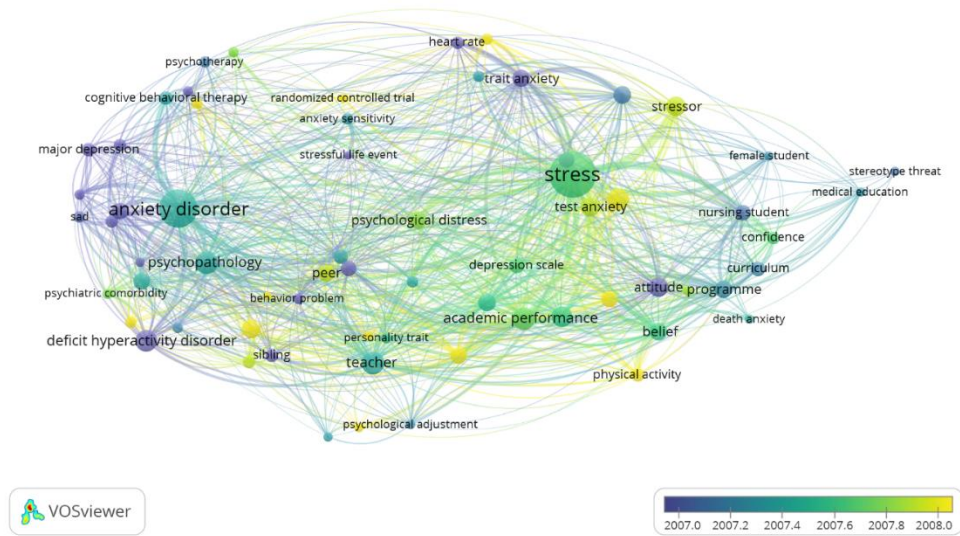 heart rate
psychotherapy
trait anxiety
cognitive behavioral therapy
randomized controlled trial
stressor
anxiety sensitivity
major depression
stressful life event
female student
stereotype threat
stress
medical education
anxiety disorder
test anxiety
sad
nursing student
psychological distress
confidence
psychopathology
depression scale
peer
curriculum
attitude
programme
psychiatric comorbidity
behavior problem
academic performance
death anxiety
belief
deficit hyperactivity disorder
personality trait
sibling
teacher
physical activity
psychological adjustment
VOSviewer
2007.0 2007.2 2007.4 2007.6 2007.8 2008.0